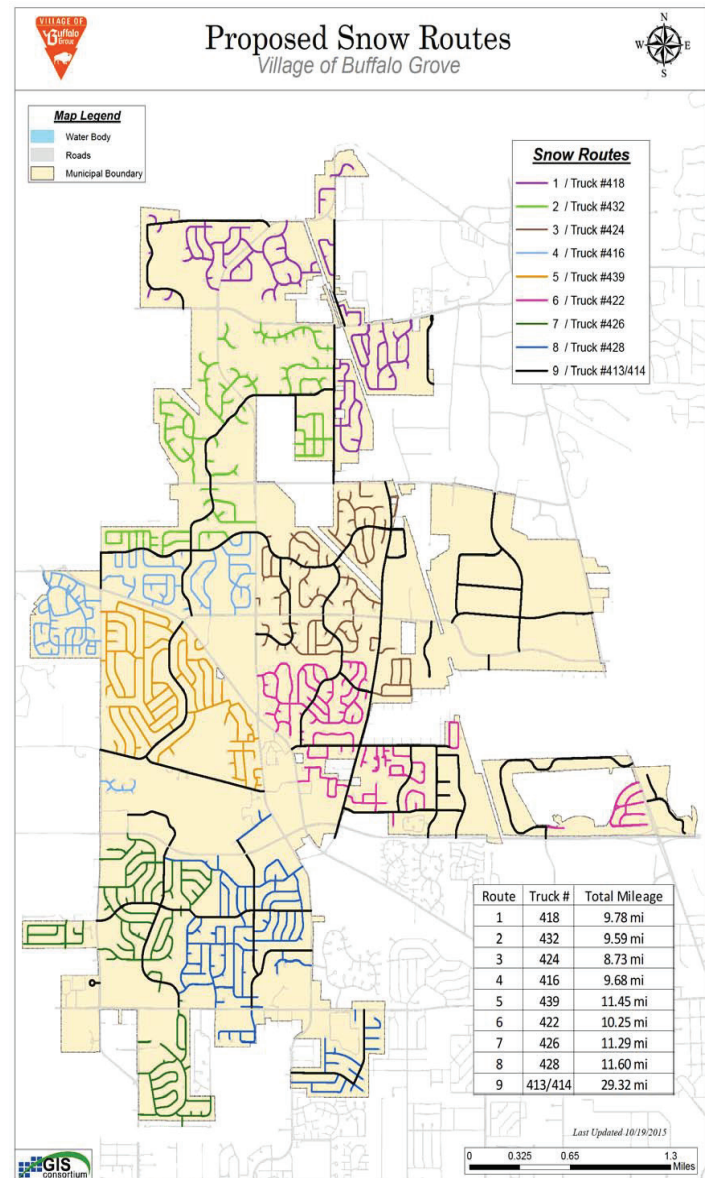 VILLAGE OF
Buffalo
Grove
Proposed Snow Routes
Village of Buffalo Grove
N
W E
S
Map Legend
Water Body
Roads
Municipal Boundary
Snow Routes
1 / Truck #418
2 / Truck #432
3 / Truck #424
4 / Truck #416
5 / Truck #439
6 / Truck #422
7 / Truck #426
8 / Truck #428
9 / Truck #413/414
Route Truck # Total Mileage
1 418 9.78 mi
2 432 9.59 mi
3 424 8.73 mi
4 416 9.68 mi
5 439 11.45 mi
6 422 10.25 mi
7 426 11.29 mi
8 428 11.60 mi
9 413/414 29.32 mi
Last Updated 10/19/2015
GIS
consortium
0 0.325 0.65 1.3
Miles